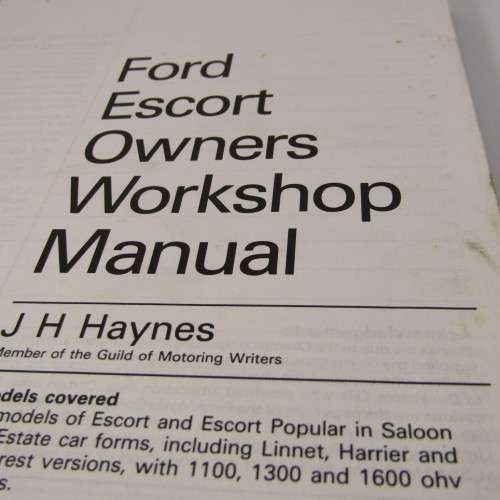 Ford
Escort
Owners
Workshop
Manual
J H Haynes
Member of the Guild of Motoring Writers
dels covered
models of Escort and Escort Popular in Saloon
Estate car forms, including Linnet, Harrier and
rest versions, with 1100, 1300 and 1600 ohv
s.